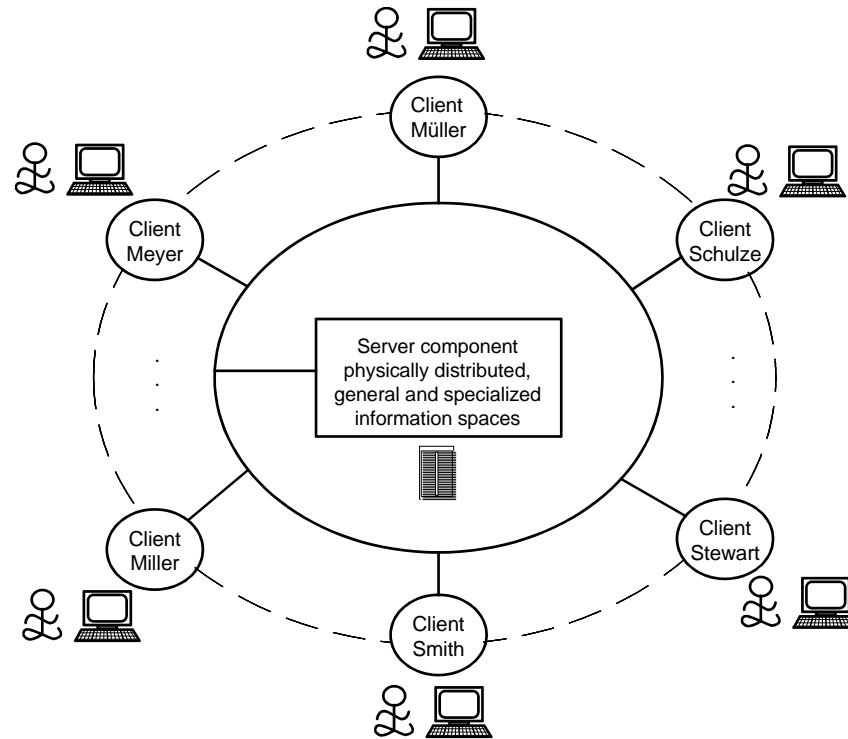 Client
Müller
Client
Meyer
Client
Schulze
Server component
physically distributed,
general and specialized
information spaces
Client
Miller
Client
Stewart
Client
Smith